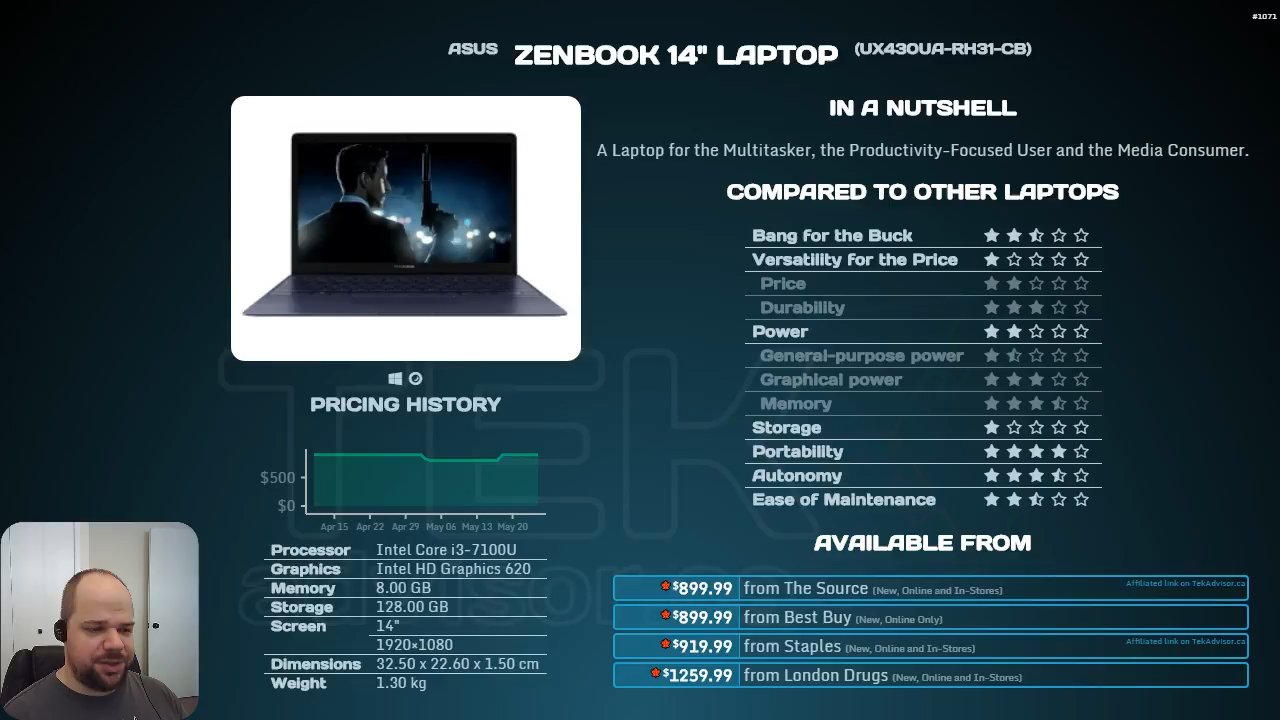 #1071
ASUS ZENBOOK 14" LAPTOP (UX430UA-RH31-CB)
IN A NUTSHELL
A Laptop for the Multitasker, the Productivity-Focused User and the Media Consumer.
COMPARED TO OTHER LAPTOPS
Bang for the Buck
Versatility for the Price
Price
Durability
Power
General-purpose power
Graphical power
Memory
Storage
Portability
Autonomy
Ease of Maintenance
PRICING HISTORY
$500
$0
Apr 15 Apr 22 Apr 29 May 06 May 13 May 20
Processor Intel Core i3-7100U
Graphics Intel HD Graphics 620
Memory 8.00 GB
Storage 128.00 GB
Screen 14"
1920×1080
Dimensions 32.50 x 22.60 x 1.50 cm
Weight 1.30 kg
AVAILABLE FROM
$899.99 from The Source (New, Online and In-Stores) Affiliated link on TekAdvisor.ca
$899.99 from Best Buy (New, Online Only)
$919.99 from Staples (New, Online and In-Stores) Affiliated link on TekAdvisor.ca
$1259.99 from London Drugs (New, Online and In-Stores)
TEK